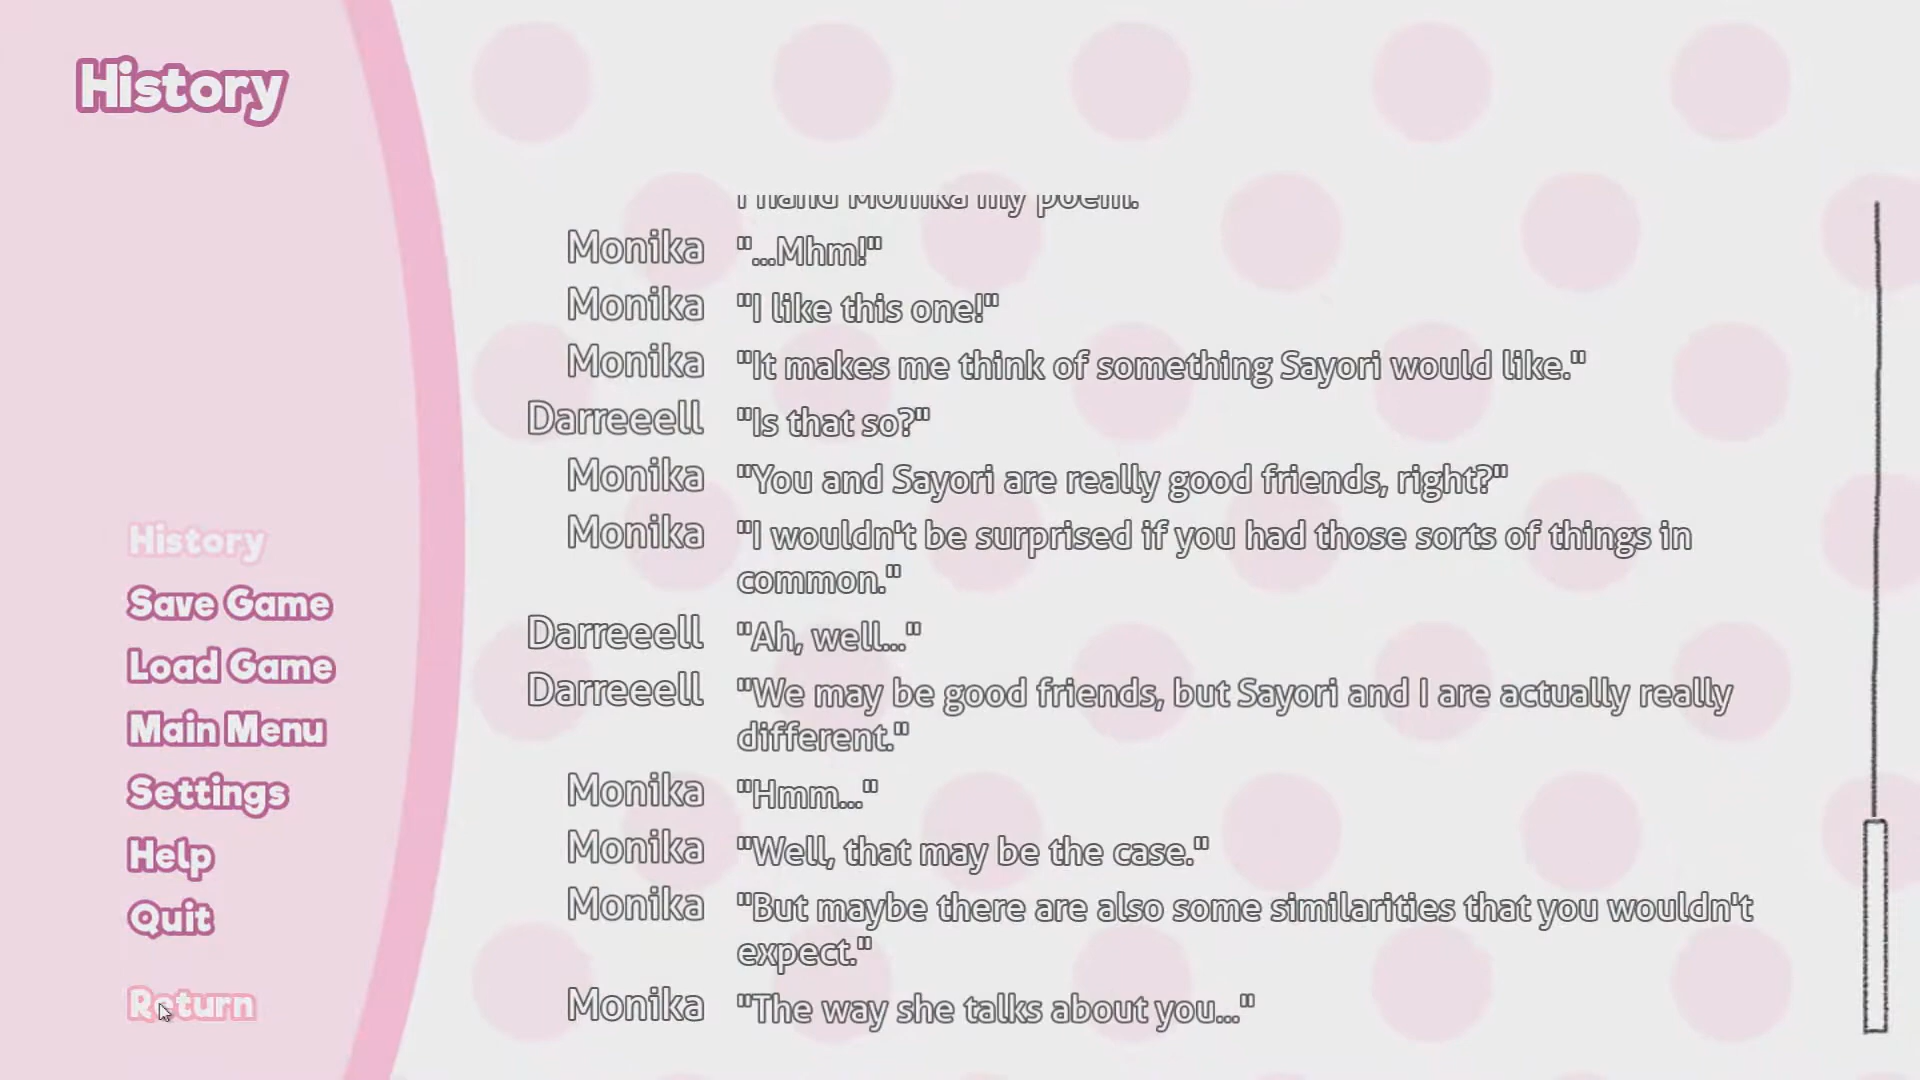 History
I hand Monika my poem.
Monika "...Mhm!"
Monika "I like this one!"
Monika "It makes me think of something Sayori would like."
Darreeell "Is that so?"
Monika "You and Sayori are really good friends, right?"
Monika "I wouldn't be surprised if you had those sorts of things in
common."
Darreeell "Ah, well..."
Darreeell "We may be good friends, but Sayori and I are actually really
different."
Monika "Hmm..."
Monika "Well, that may be the case."
Monika "But maybe there are also some similarities that you wouldn't
expect."
Monika "The way she talks about you..."
History
Save Game
Load Game
Main Menu
Settings
Help
Quit
Return